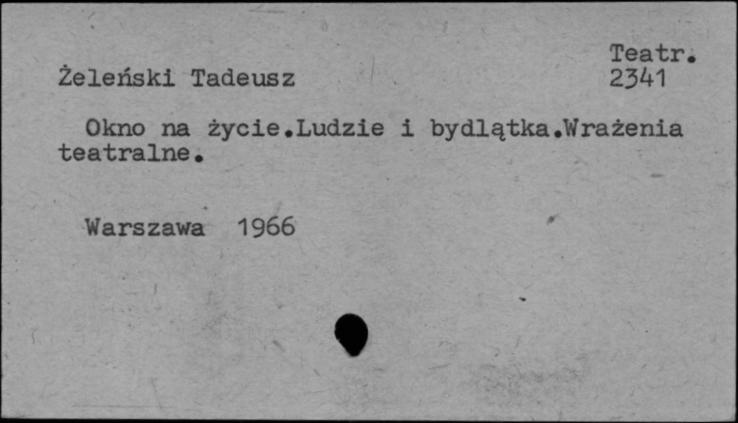 Teatr.
Żeleński Tadeusz 2341
Okno na życie.Ludzie i bydlątka.Wrażenia
teatralne.
Warszawa 1966